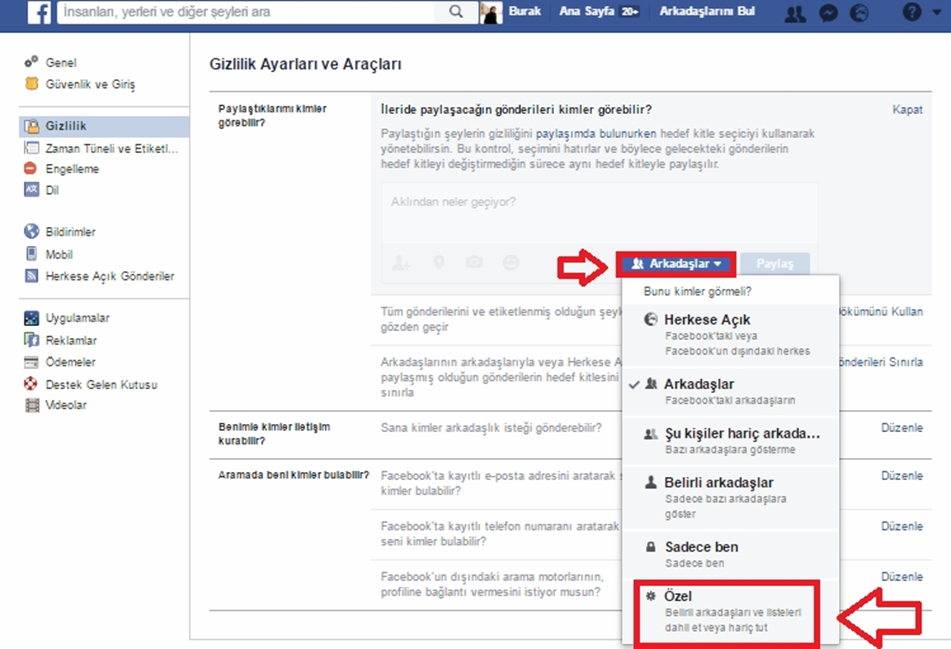 f
İnsanları, yerleri ve diğer şeyleri ara
Burak
Ana Sayfa 20+
Arkadaşlarını Bul
?
Genel
Güvenlik ve Giriş
Gizlilik
Zaman Tüneli ve Etiketl...
Engelleme
Dil
Bildirimler
Mobil
Herkese Açık Gönderiler
Uygulamalar
Reklamlar
Ödemeler
Destek Gelen Kutusu
Videolar
Gizlilik Ayarları ve Araçları
Paylaştıklarımı kimler
görebilir?
İleride paylaşacağın gönderileri kimler görebilir?
Kapat
Paylaştığın şeylerin gizliliğini paylaşımda bulunurken hedef kitle seçiciyi kullanarak
yönetebilirsin. Bu kontrol, seçimini hatırlar ve böylece gelecekteki gönderilerin
hedef kitleyi değiştirmediğin sürece aynı hedef kitleyle paylaşılır.
Aklından neler geçiyor?
Arkadaşlar
Paylaş
Bunu kimler görmeli?
Herkese Açık
Facebook'taki veya
Facebook'un dışındaki herkes
Arkadaşlar
Facebook'taki arkadaşların
Şu kişiler hariç arkada...
Bazı arkadaşlara gösterme
Belirli arkadaşlar
Sadece bazı arkadaşlara
göster
Sadece ben
Sadece ben
Özel
Belirli arkadaşları ve listeleri
dahil et veya hariç tut
Tüm gönderilerini ve etiketlenmiş olduğun şeyl
gözden geçir
Dökümünü Kullan
Arkadaşlarının arkadaşlarıyla veya Herkese A
paylaşmış olduğun gönderilerin hedef kitlesini
sınırla
önderileri Sınırla
Benimle kimler iletişim
kurabilir?
Sana kimler arkadaşlık isteği gönderebilir?
Düzenle
Aramada beni kimler bulabilir?
Facebook'ta kayıtlı e-posta adresini aratarak s
kimler bulabilir?
Düzenle
Facebook'ta kayıtlı telefon numaranı aratarak
seni kimler bulabilir?
Düzenle
Facebook'un dışındaki arama motorlarının,
profiline bağlantı vermesini istiyor musun?
Düzenle